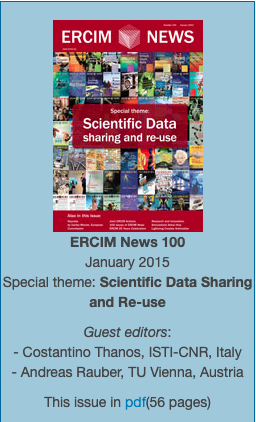 ERCIM NEWS
Special theme:
Scientific Data
sharing and re-use
Also in this issue
ERCIM News 100
January 2015
Special theme: Scientific Data Sharing
and Re-use
Guest editors:
- Costantino Thanos, ISTI-CNR, Italy
- Andreas Rauber, TU Vienna, Austria
This issue in pdf(56 pages)